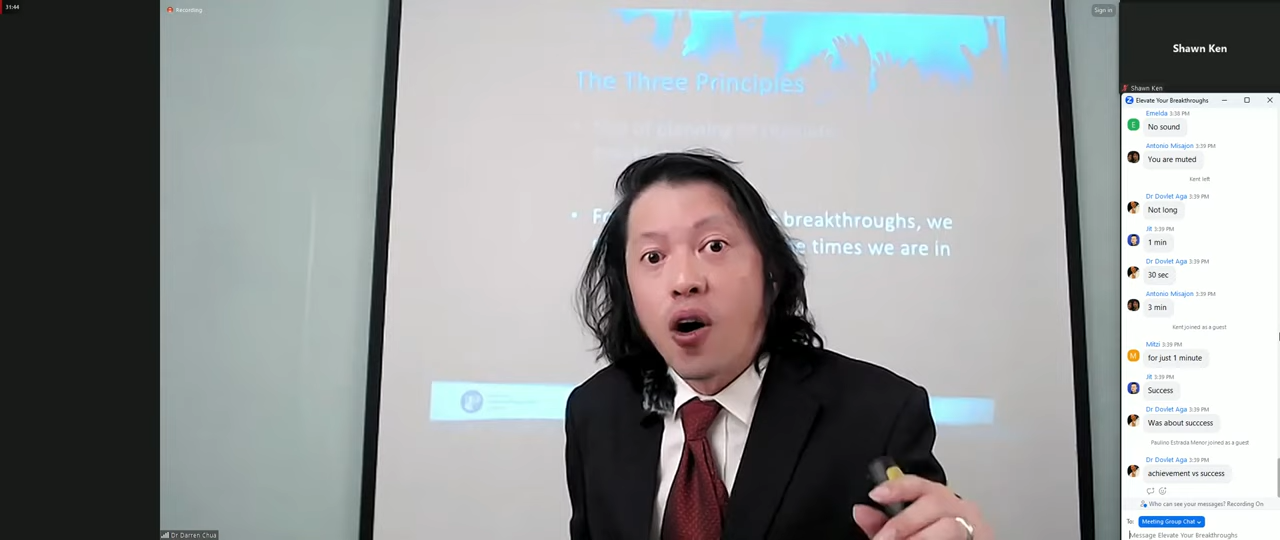 31:44
Recording
Sign in
The Three Principles
breakthroughs, we
times we are in
Dr Darren Chua
Shawn Ken
Shawn Ken
Elevate Your Breakthroughs
Emelda 3:38 PM
No sound
Antonio Misajon 3:39 PM
You are muted
Kent left
Dr Dovlet Aga 3:39 PM
Not long
Jit 3:39 PM
1 min
Dr Dovlet Aga 3:39 PM
30 sec
Antonio Misajon 3:39 PM
3 min
Kent joined as a guest
Mitzi 3:39 PM
for just 1 minute
Jit 3:39 PM
Success
Dr Dovlet Aga 3:39 PM
Was about succcess
Paulino Estrada Menor joined as a guest
Dr Dovlet Aga 3:39 PM
achievement vs success
Who can see your messages? Recording On
To: Meeting Group Chat
Message Elevate Your Breakthroughs